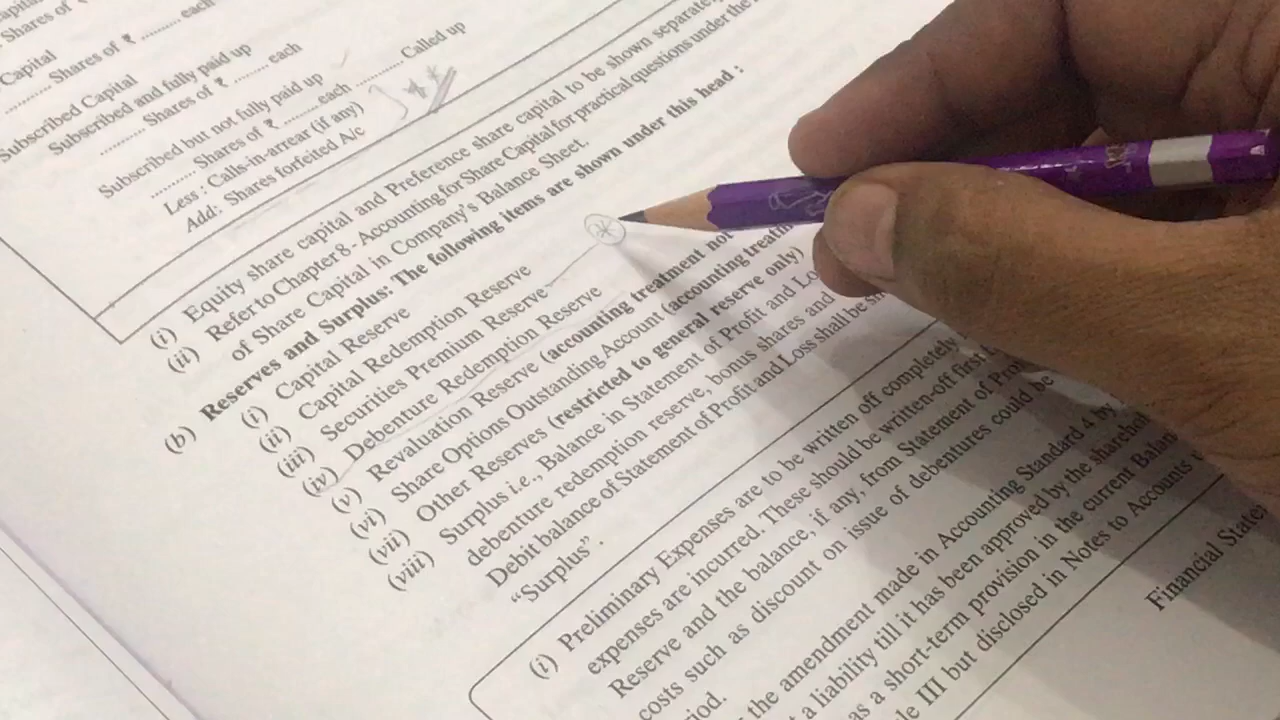 Shares of ₹ .......... each
Capital
.......... Shares of ₹ .......... each
Subscribed Capital
Subscribed and fully paid up
.......... Shares of ₹ .......... each
Subscribed but not fully paid up
.......... Shares of ₹ .......... each .......... Called up
Less : Calls-in-arrear (if any)
Add: Shares forfeited A/c
(i) Equity share capital and Preference share capital to be shown
(ii) Refer to Chapter 8 - Accounting for Share Capital for practical questions under the
of Share Capital in Company's Balance Sheet.
(b) Reserves and Surplus: The following items are shown under this head :
(i) Capital Reserve
(ii) Capital Redemption Reserve
(iii) Securities Premium Reserve
(iv) Debenture Redemption Reserve
(v) Revaluation Reserve (accounting treatment not
(vi) Share Options Outstanding Account (accounting
(vii) Other Reserves (restricted to general reserve only)
(viii) Surplus i.e., Balance in Statement of Profit and
debenture redemption reserve, bonus shares and
Debit balance of Statement of Profit and Loss shall be
"Surplus"
(i) Preliminary Expenses are to be written off completely
expenses are incurred. These should be written-off first
Reserve and the balance, if any, from Statement of
costs such as discount on issue of debentures could be
the amendment made in Accounting Standard 4 by
a liability till it has been approved by the
as a short-term provision in the current
III but disclosed in Notes to Accounts
Financial